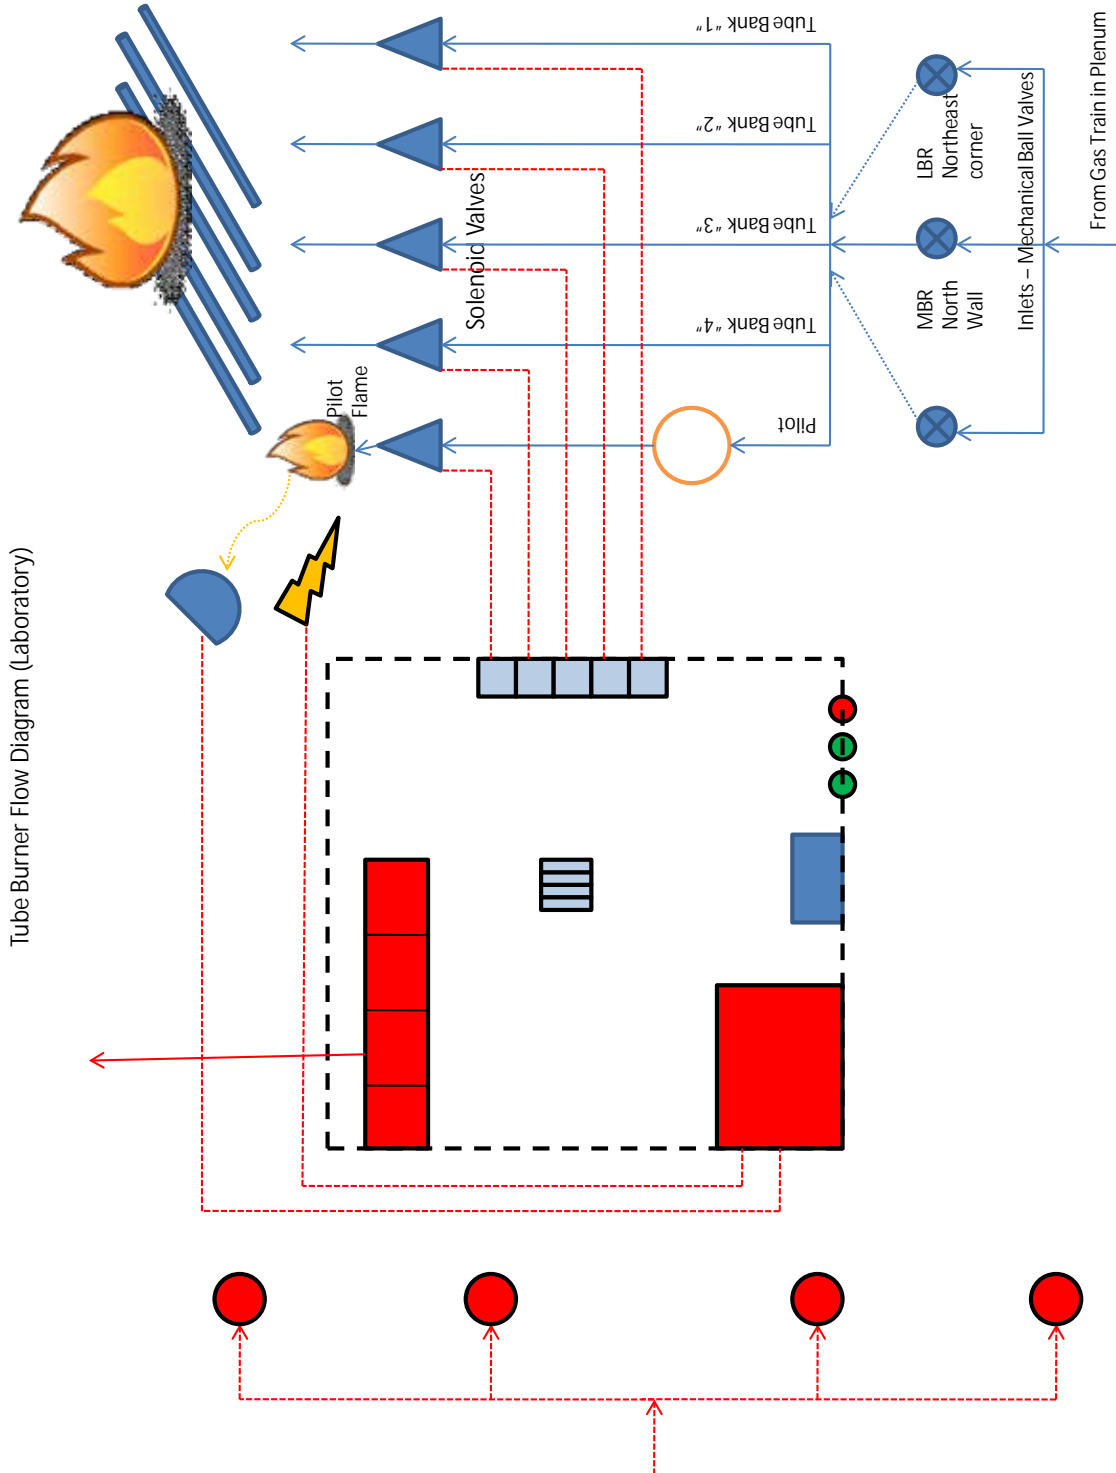 Tube Burner Flow Diagram (Laboratory)
Pilot
Flame
Solenoid Valves
Tube Bank "1"
Tube Bank "2"
Tube Bank "3"
Tube Bank "4"
Pilot
LBR
Northeast
corner
MBR
North
Wall
Inlets – Mechanical Ball Valves
From Gas Train in Plenum